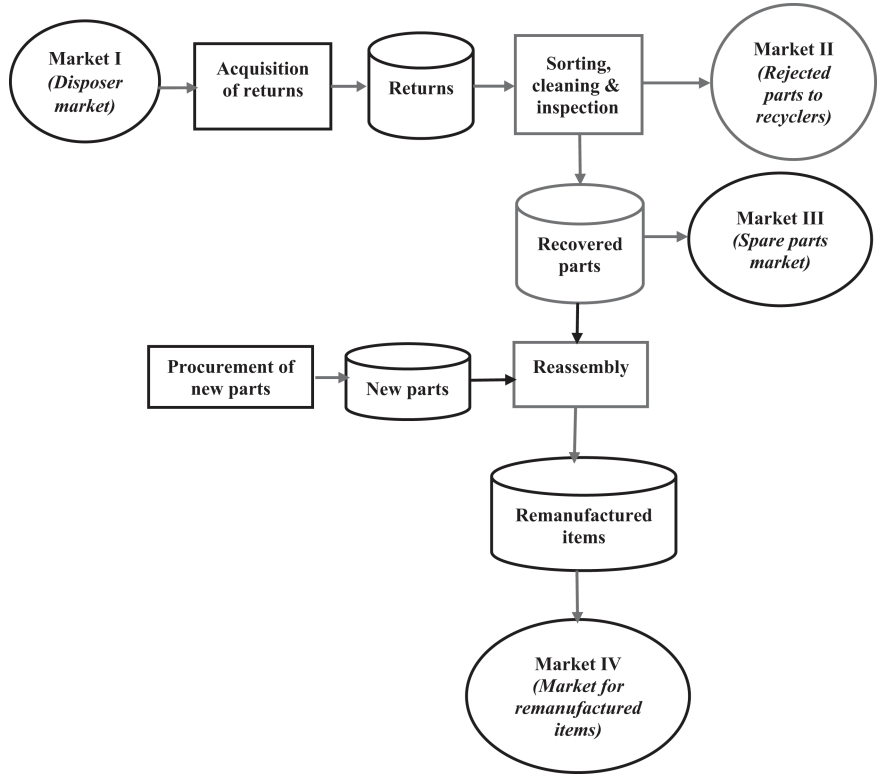 Market I
(Disposer
market)
Acquisition
of returns
Returns
Sorting,
cleaning &
inspection
Market II
(Rejected
parts to
recyclers)
Recovered
parts
Market III
(Spare parts
market)
Procurement of
new parts
New parts
Reassembly
Remanufactured
items
Market IV
(Market for
remanufactured
items)